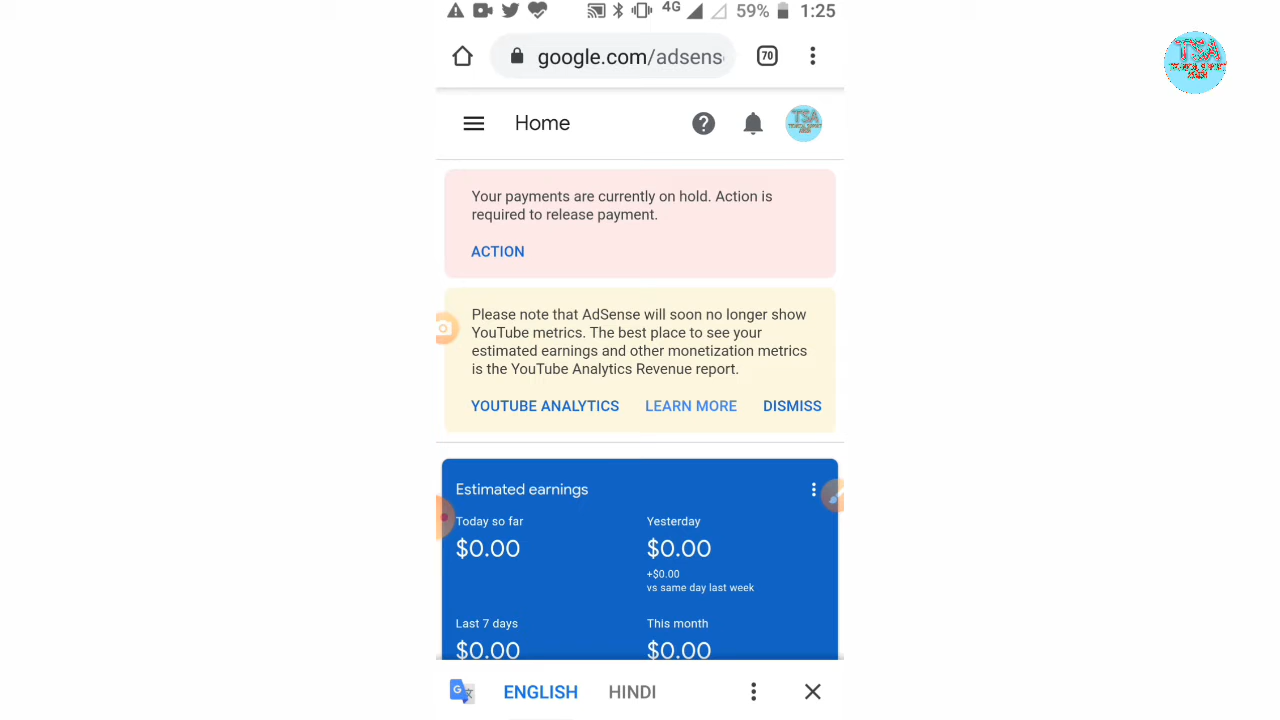 4G 59% 1:25
google.com/adsens
70
Home
TSA
TSA
Your payments are currently on hold. Action is
required to release payment.
ACTION
Please note that AdSense will soon no longer show
YouTube metrics. The best place to see your
estimated earnings and other monetization metrics
is the YouTube Analytics Revenue report.
YOUTUBE ANALYTICS LEARN MORE DISMISS
Estimated earnings
Today so far Yesterday
$0.00 $0.00
+$0.00
vs same day last week
Last 7 days This month
$0.00 $0.00
G 文
ENGLISH HINDI